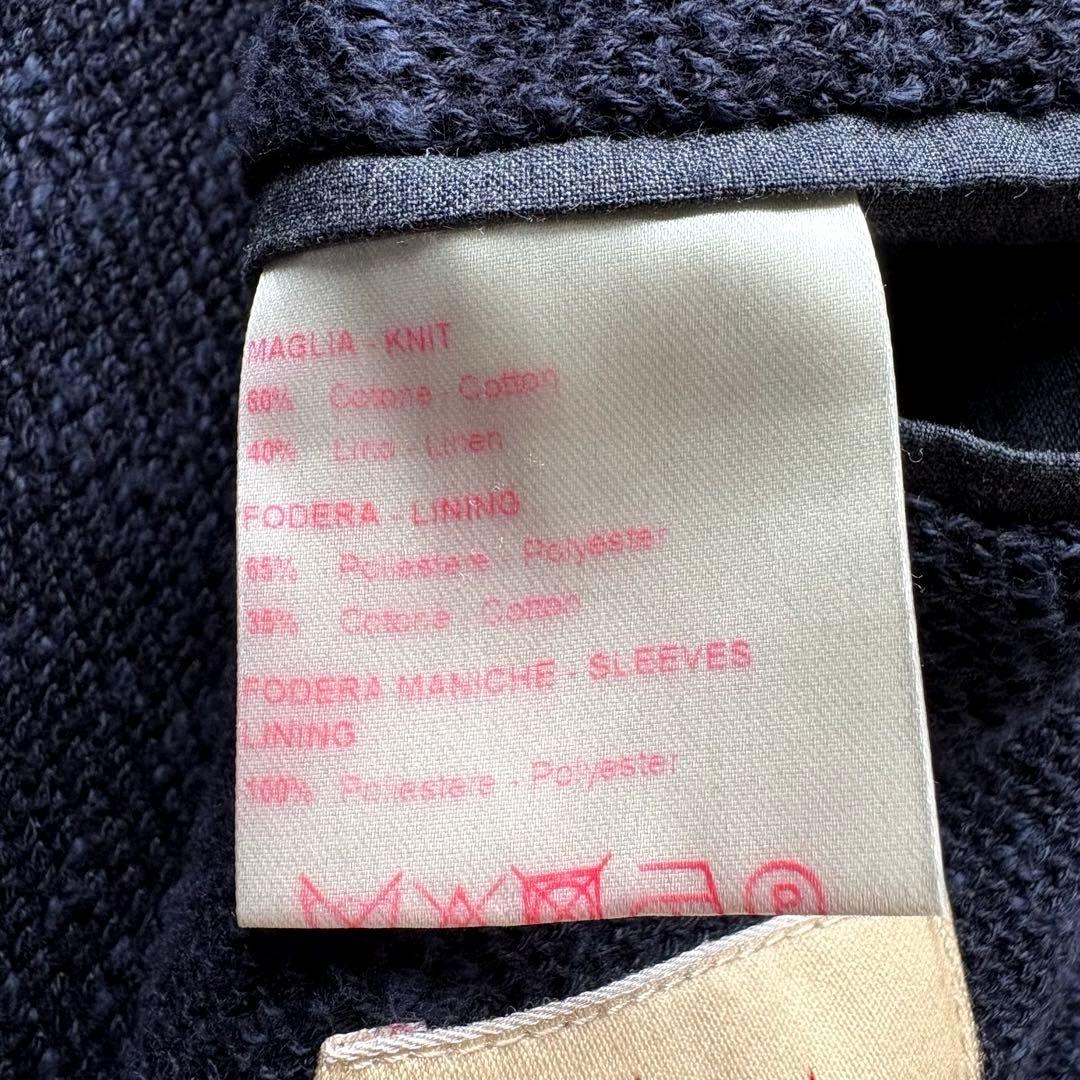 MAGLIA - KNIT
60% Cotone Cotton
40% Lino - Linen
FODERA - LINING
65% Poliestere - Polyester
35% Cotone Cotton
FODERA MANICHE - SLEEVES
LINING
100% Poliestere - Polyester
P